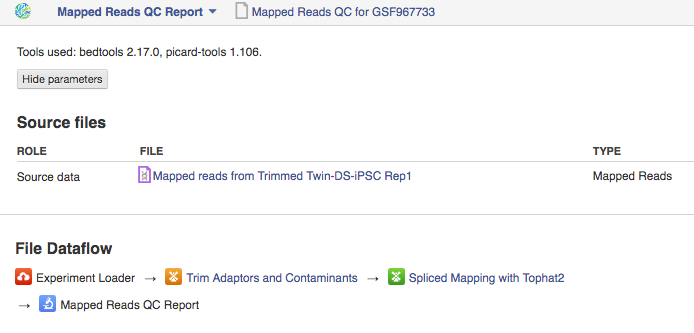 Mapped Reads QC Report Mapped Reads QC for GSF967733
Tools used: bedtools 2.17.0, picard-tools 1.106.
Hide parameters
Source files
ROLE FILE TYPE
Source data Mapped reads from Trimmed Twin-DS-iPSC Rep1 Mapped Reads
File Dataflow
Experiment Loader → Trim Adaptors and Contaminants → Spliced Mapping with Tophat2
→ Mapped Reads QC Report